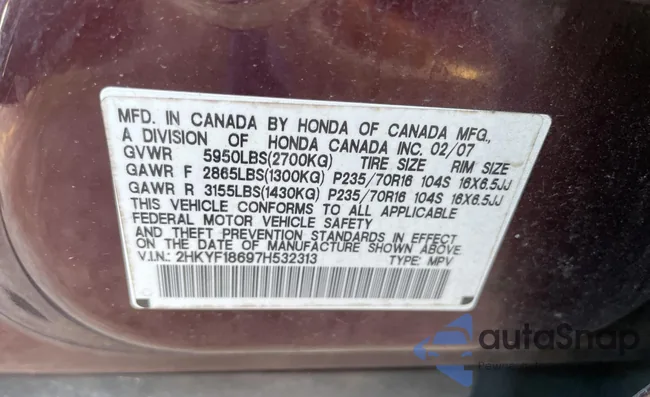 MFD. IN CANADA BY HONDA OF CANADA MFG.,
A DIVISION OF HONDA CANADA INC. 02/07
GVWR 5950LBS(2700KG) TIRE SIZE RIM SIZE
GAWR F 2865LBS(1300KG) P235/70R16 104S 16X6.5JJ
GAWR R 3155LBS(1430KG) P235/70R16 104S 16X6.5JJ
THIS VEHICLE CONFORMS TO ALL APPLICABLE
FEDERAL MOTOR VEHICLE SAFETY
AND THEFT PREVENTION STANDARDS IN
EFFECT ON THE DATE OF MANUFACTURE SHOWN ABOVE.
V.I.N.: 2HKYF18697H532313 TYPE: MPV
autaSnap